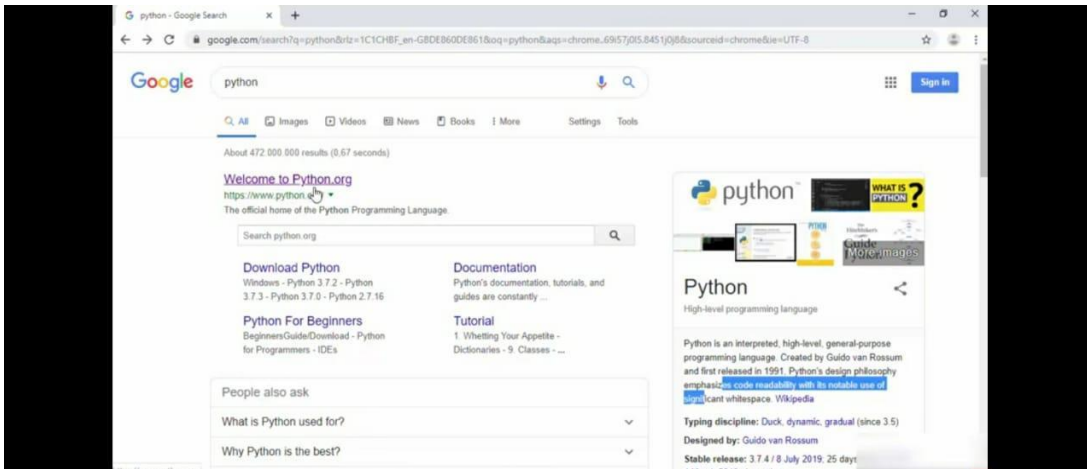 python - Google Search
google.com/search?q=python&rlz=1C1CHBF_en-GBDE860DE861&oq=python&aqs=chrome..69i57j0l5.8451j0j8&sourceid=chrome&ie=UTF-8
Google
python
Sign in
All Images Videos News Books More Settings Tools
About 472.000.000 results (0,67 seconds)
Welcome to Python.org
https://www.python.
The official home of the Python Programming Language.
Search python.org
Download Python
Windows - Python 3.7.2 - Python
3.7.3 - Python 3.7.0 - Python 2.7.16
Documentation
Python's documentation, tutorials, and
guides are constantly ...
Python For Beginners
BeginnersGuide/Download - Python
for Programmers - IDEs
Tutorial
1. Whetting Your Appetite -
Dictionaries - 9. Classes - ...
People also ask
What is Python used for?
Why Python is the best?
python
WHAT IS
PYTHON ?
PYTHON
Guide
More images
Python
High-level programming language
Python is an interpreted, high-level, general-purpose
programming language. Created by Guido van Rossum
and first released in 1991, Python's design philosophy
emphasizes code readability with its notable use of
significant whitespace. Wikipedia
Typing discipline: Duck, dynamic, gradual (since 3.5)
Designed by: Guido van Rossum
Stable release: 3.7.4 / 8 July 2019; 25 days